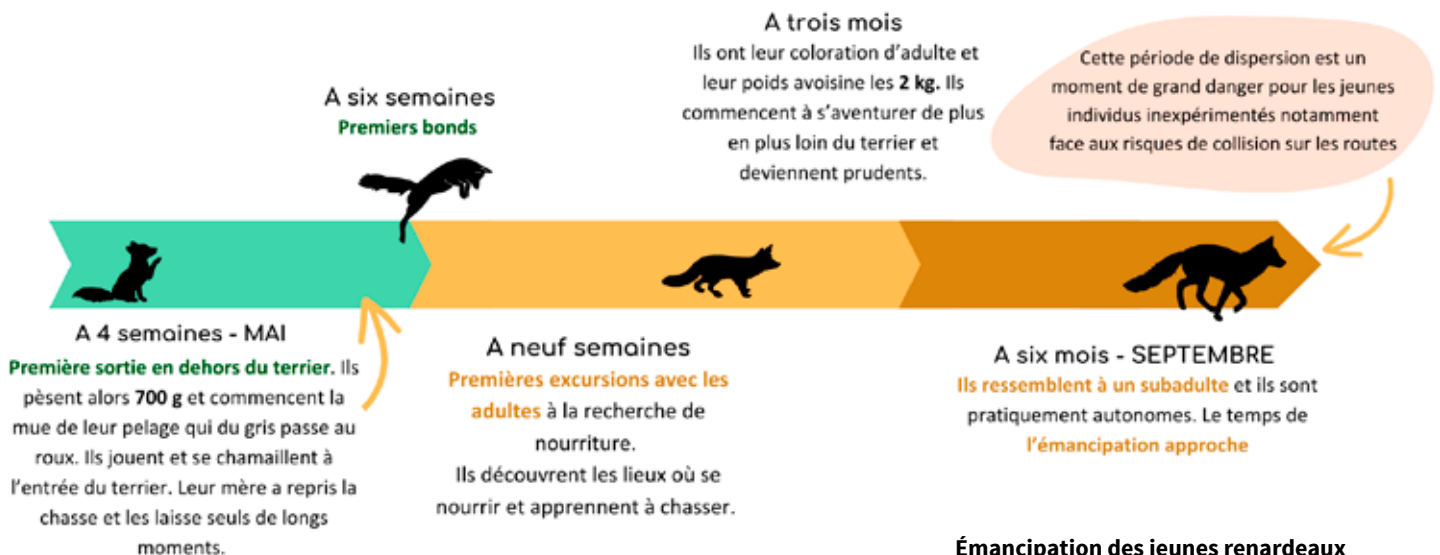 A trois mois
Ils ont leur coloration d'adulte et
leur poids avoisine les 2 kg. Ils
commencent à s'aventurer de plus
en plus loin du terrier et
deviennent prudents.
Cette période de dispersion est un
moment de grand danger pour les jeunes
individus inexpérimentés notamment
face aux risques de collision sur les routes
A six semaines
Premiers bonds
A 4 semaines - MAI
Première sortie en dehors du terrier. Ils
pèsent alors 700 g et commencent la
mue de leur pelage qui du gris passe au
roux. Ils jouent et se chamaillent à
l'entrée du terrier. Leur mère a repris la
chasse et les laisse seuls de longs
moments.
A neuf semaines
Premières excursions avec les
adultes à la recherche de
nourriture.
Ils découvrent les lieux où se
nourrir et apprennent à chasser.
A six mois - SEPTEMBRE
Ils ressemblent à un subadulte et ils sont
pratiquement autonomes. Le temps de
l'émancipation approche
Émancipation des jeunes renardeaux